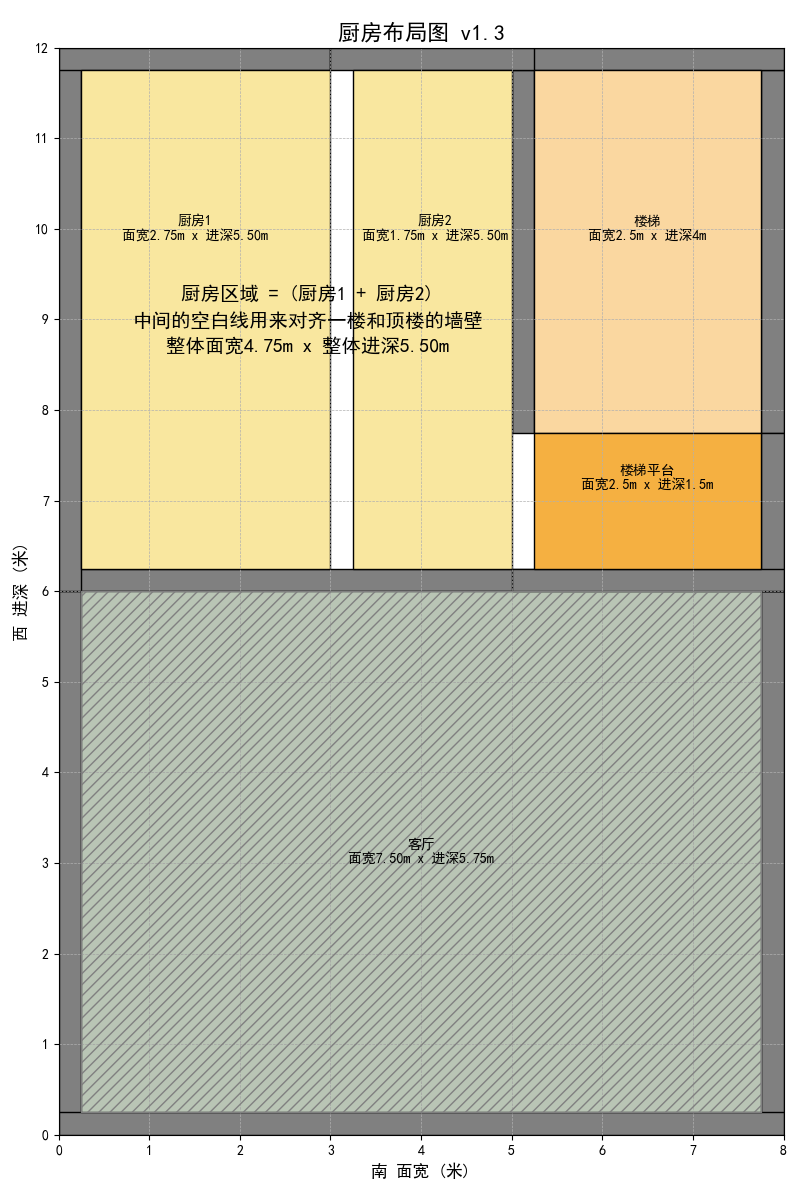 厨房布局图 v1.3
厨房1
面宽2.75m x 进深5.50m
厨房2
面宽1.75m x 进深5.50m
楼梯
面宽2.5m x 进深4m
厨房区域 = (厨房1 + 厨房2)
中间的空白线用来对齐一楼和顶楼的墙壁
整体面宽4.75m x 整体进深5.50m
楼梯平台
面宽2.5m x 进深1.5m
客厅
面宽7.50m x 进深5.75m
西 进深 (米)
12
11
10
9
8
7
6
5
4
3
2
1
0
0 1 2 3 4 5 6 7 8
南 面宽 (米)